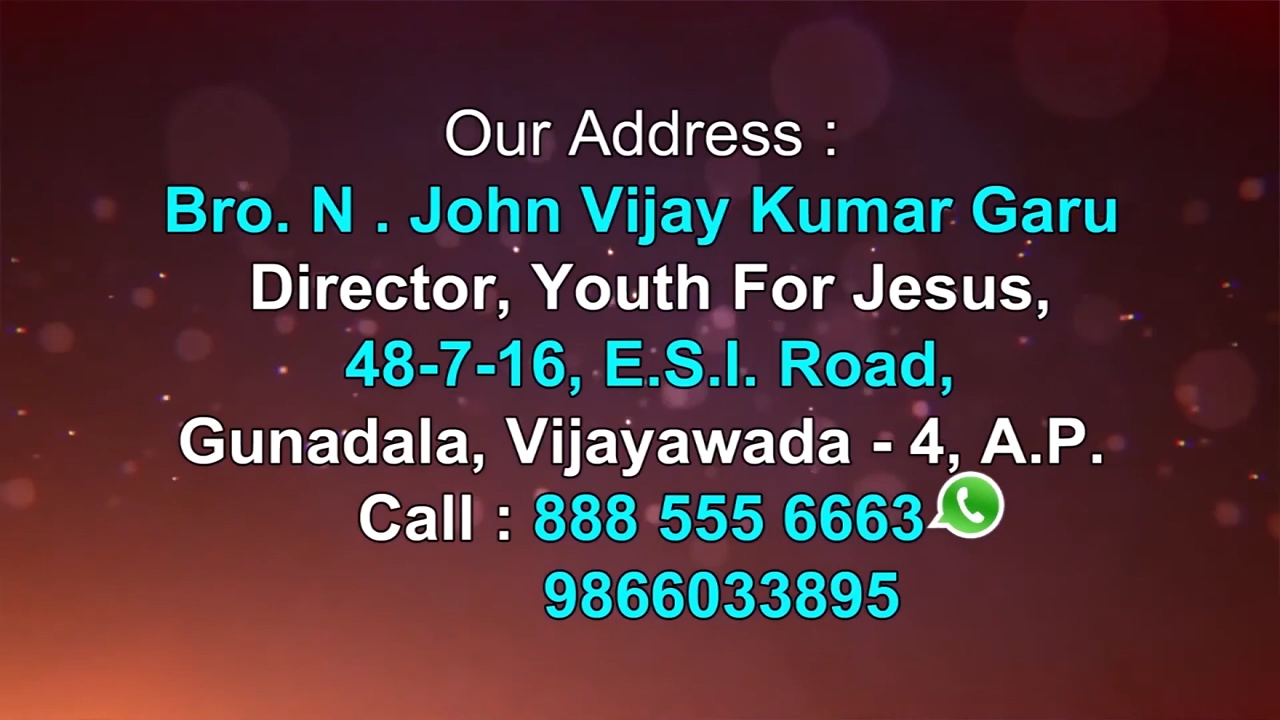 Our Address :
Bro. N . John Vijay Kumar Garu
Director, Youth For Jesus,
48-7-16, E.S.I. Road,
Gunadala, Vijayawada - 4, A.P.
Call : 888 555 6663
9866033895